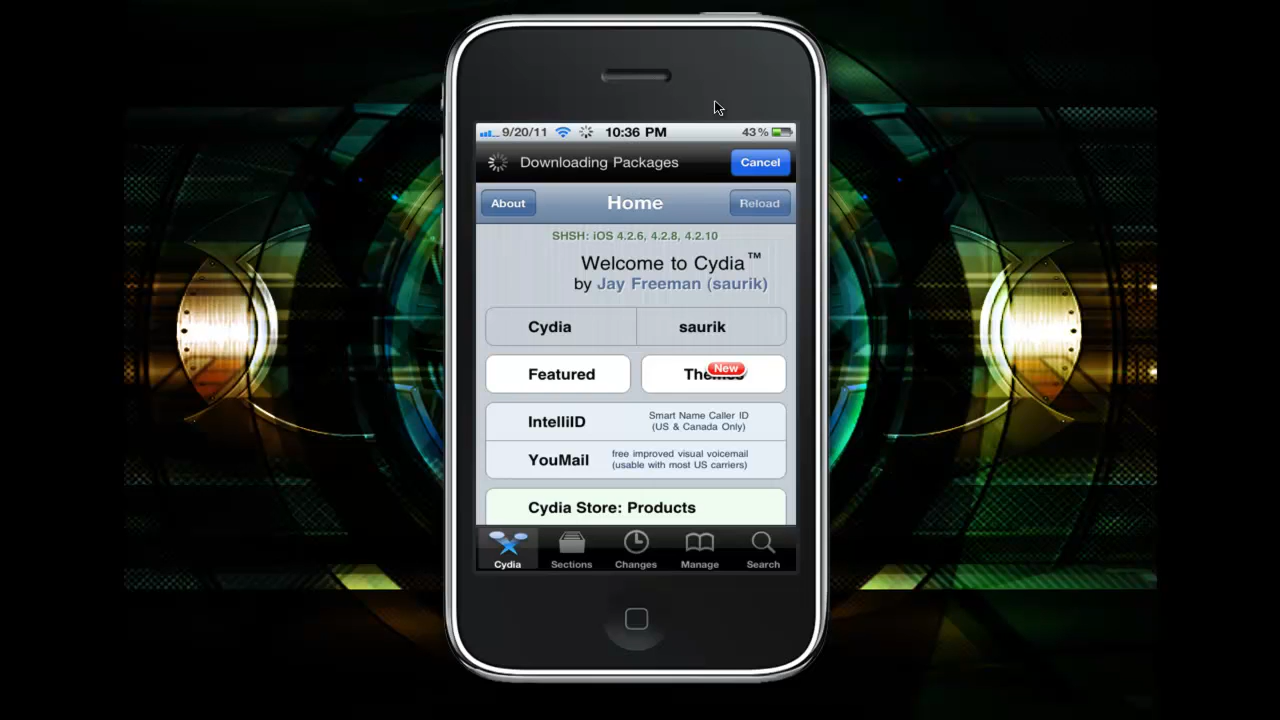 9/20/11 10:36 PM 43%
Downloading Packages Cancel
About Home Reload
SHSH: iOS 4.2.6, 4.2.8, 4.2.10
Welcome to Cydia™
by Jay Freeman (saurik)
Cydia saurik
Featured New
IntelliID Smart Name Caller ID
(US & Canada Only)
YouMail free improved visual voicemail
(usable with most US carriers)
Cydia Store: Products
Cydia Sections Changes Manage Search